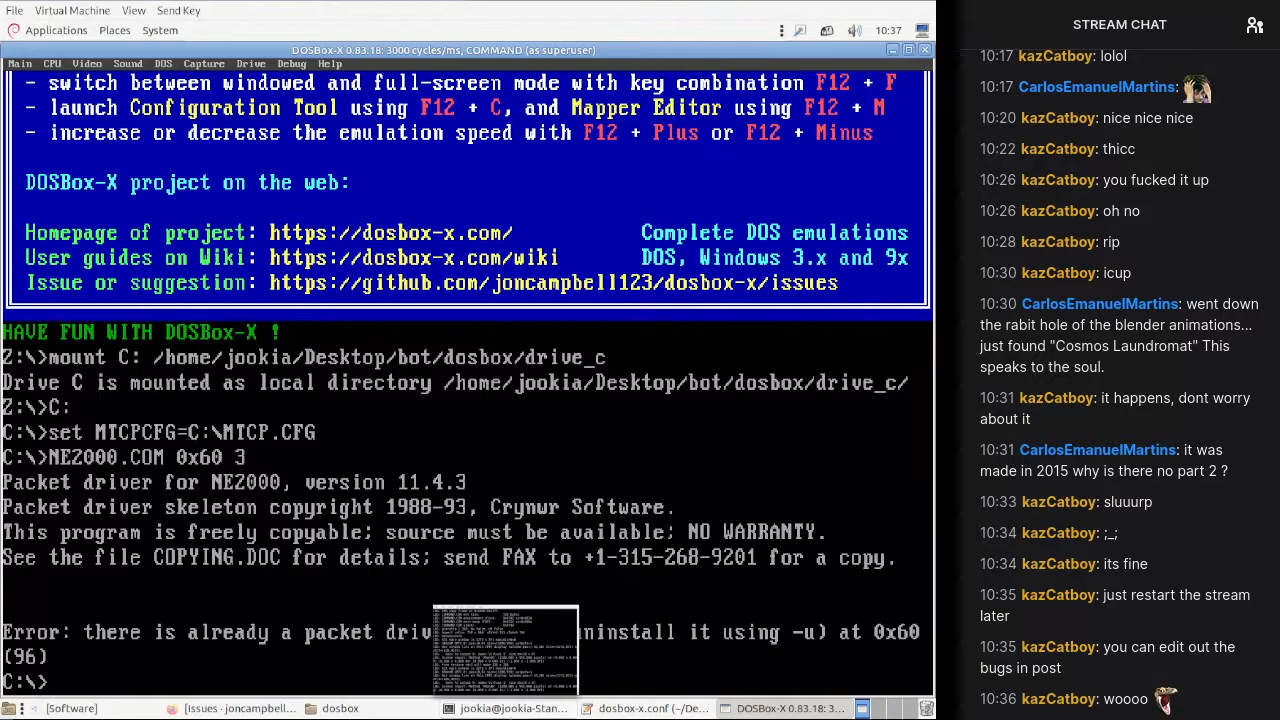 File Virtual Machine View Send Key
Applications Places System 10:37
DOSBox-X 0.83.18: 3000 cycles/ms, COMMAND (as superuser)
Main CPU Video Sound DOS Capture Drive Debug Help
- switch between windowed and full-screen mode with key combination F12 + F
- launch Configuration Tool using F12 + C, and Mapper Editor using F12 + M
- increase or decrease the emulation speed with F12 + Plus or F12 + Minus
DOSBox-X project on the web:
Homepage of project: https://dosbox-x.com/ Complete DOS emulations
User guides on Wiki: https://dosbox-x.com/wiki DOS, Windows 3.x and 9x
Issue or suggestion: https://github.com/joncampbell123/dosbox-x/issues
HAVE FUN WITH DOSBox-X !
Z:\>mount C: /home/jookia/Desktop/bot/dosbox/drive_c
Drive C is mounted as local directory /home/jookia/Desktop/bot/dosbox/drive_c/
Z:\>C:
C:\>set MTCPCFG=C:\MTCP.CFG
C:\>NE2000.COM 0x60 3
Packet driver for NE2000, version 11.4.3
Packet driver skeleton copyright 1988-93, Crynwr Software.
This program is freely copyable; source must be available; NO WARRANTY.
See the file COPYING.DOC for details; send FAX to +1-315-268-9201 for a copy.
there is already a packet
(96)
[Software] [Issues · joncampbell... dosbox jookia@jookia-Stan... dosbox-x.conf (~/De... DOSBox-X 0.83.18: 3...
STREAM CHAT
10:17 kazCatboy: lolol
10:17 CarlosEmanuelMartins:
10:20 kazCatboy: nice nice nice
10:22 kazCatboy: thicc
10:26 kazCatboy: you fucked it up
10:26 kazCatboy: oh no
10:28 kazCatboy: rip
10:30 kazCatboy: icup
10:30 CarlosEmanuelMartins: went down
the rabit hole of the blender animations...
just found "Cosmos Laundromat" This
speaks to the soul.
10:31 kazCatboy: it happens, dont worry
about it
10:31 CarlosEmanuelMartins: it was
made in 2015 why is there no part 2 ?
10:33 kazCatboy: sluuurp
10:34 kazCatboy: ;_;
10:34 kazCatboy: its fine
10:35 kazCatboy: just restart the stream
later
10:35 kazCatboy: you can cut out the
bugs in post
10:36 kazCatboy: woooo